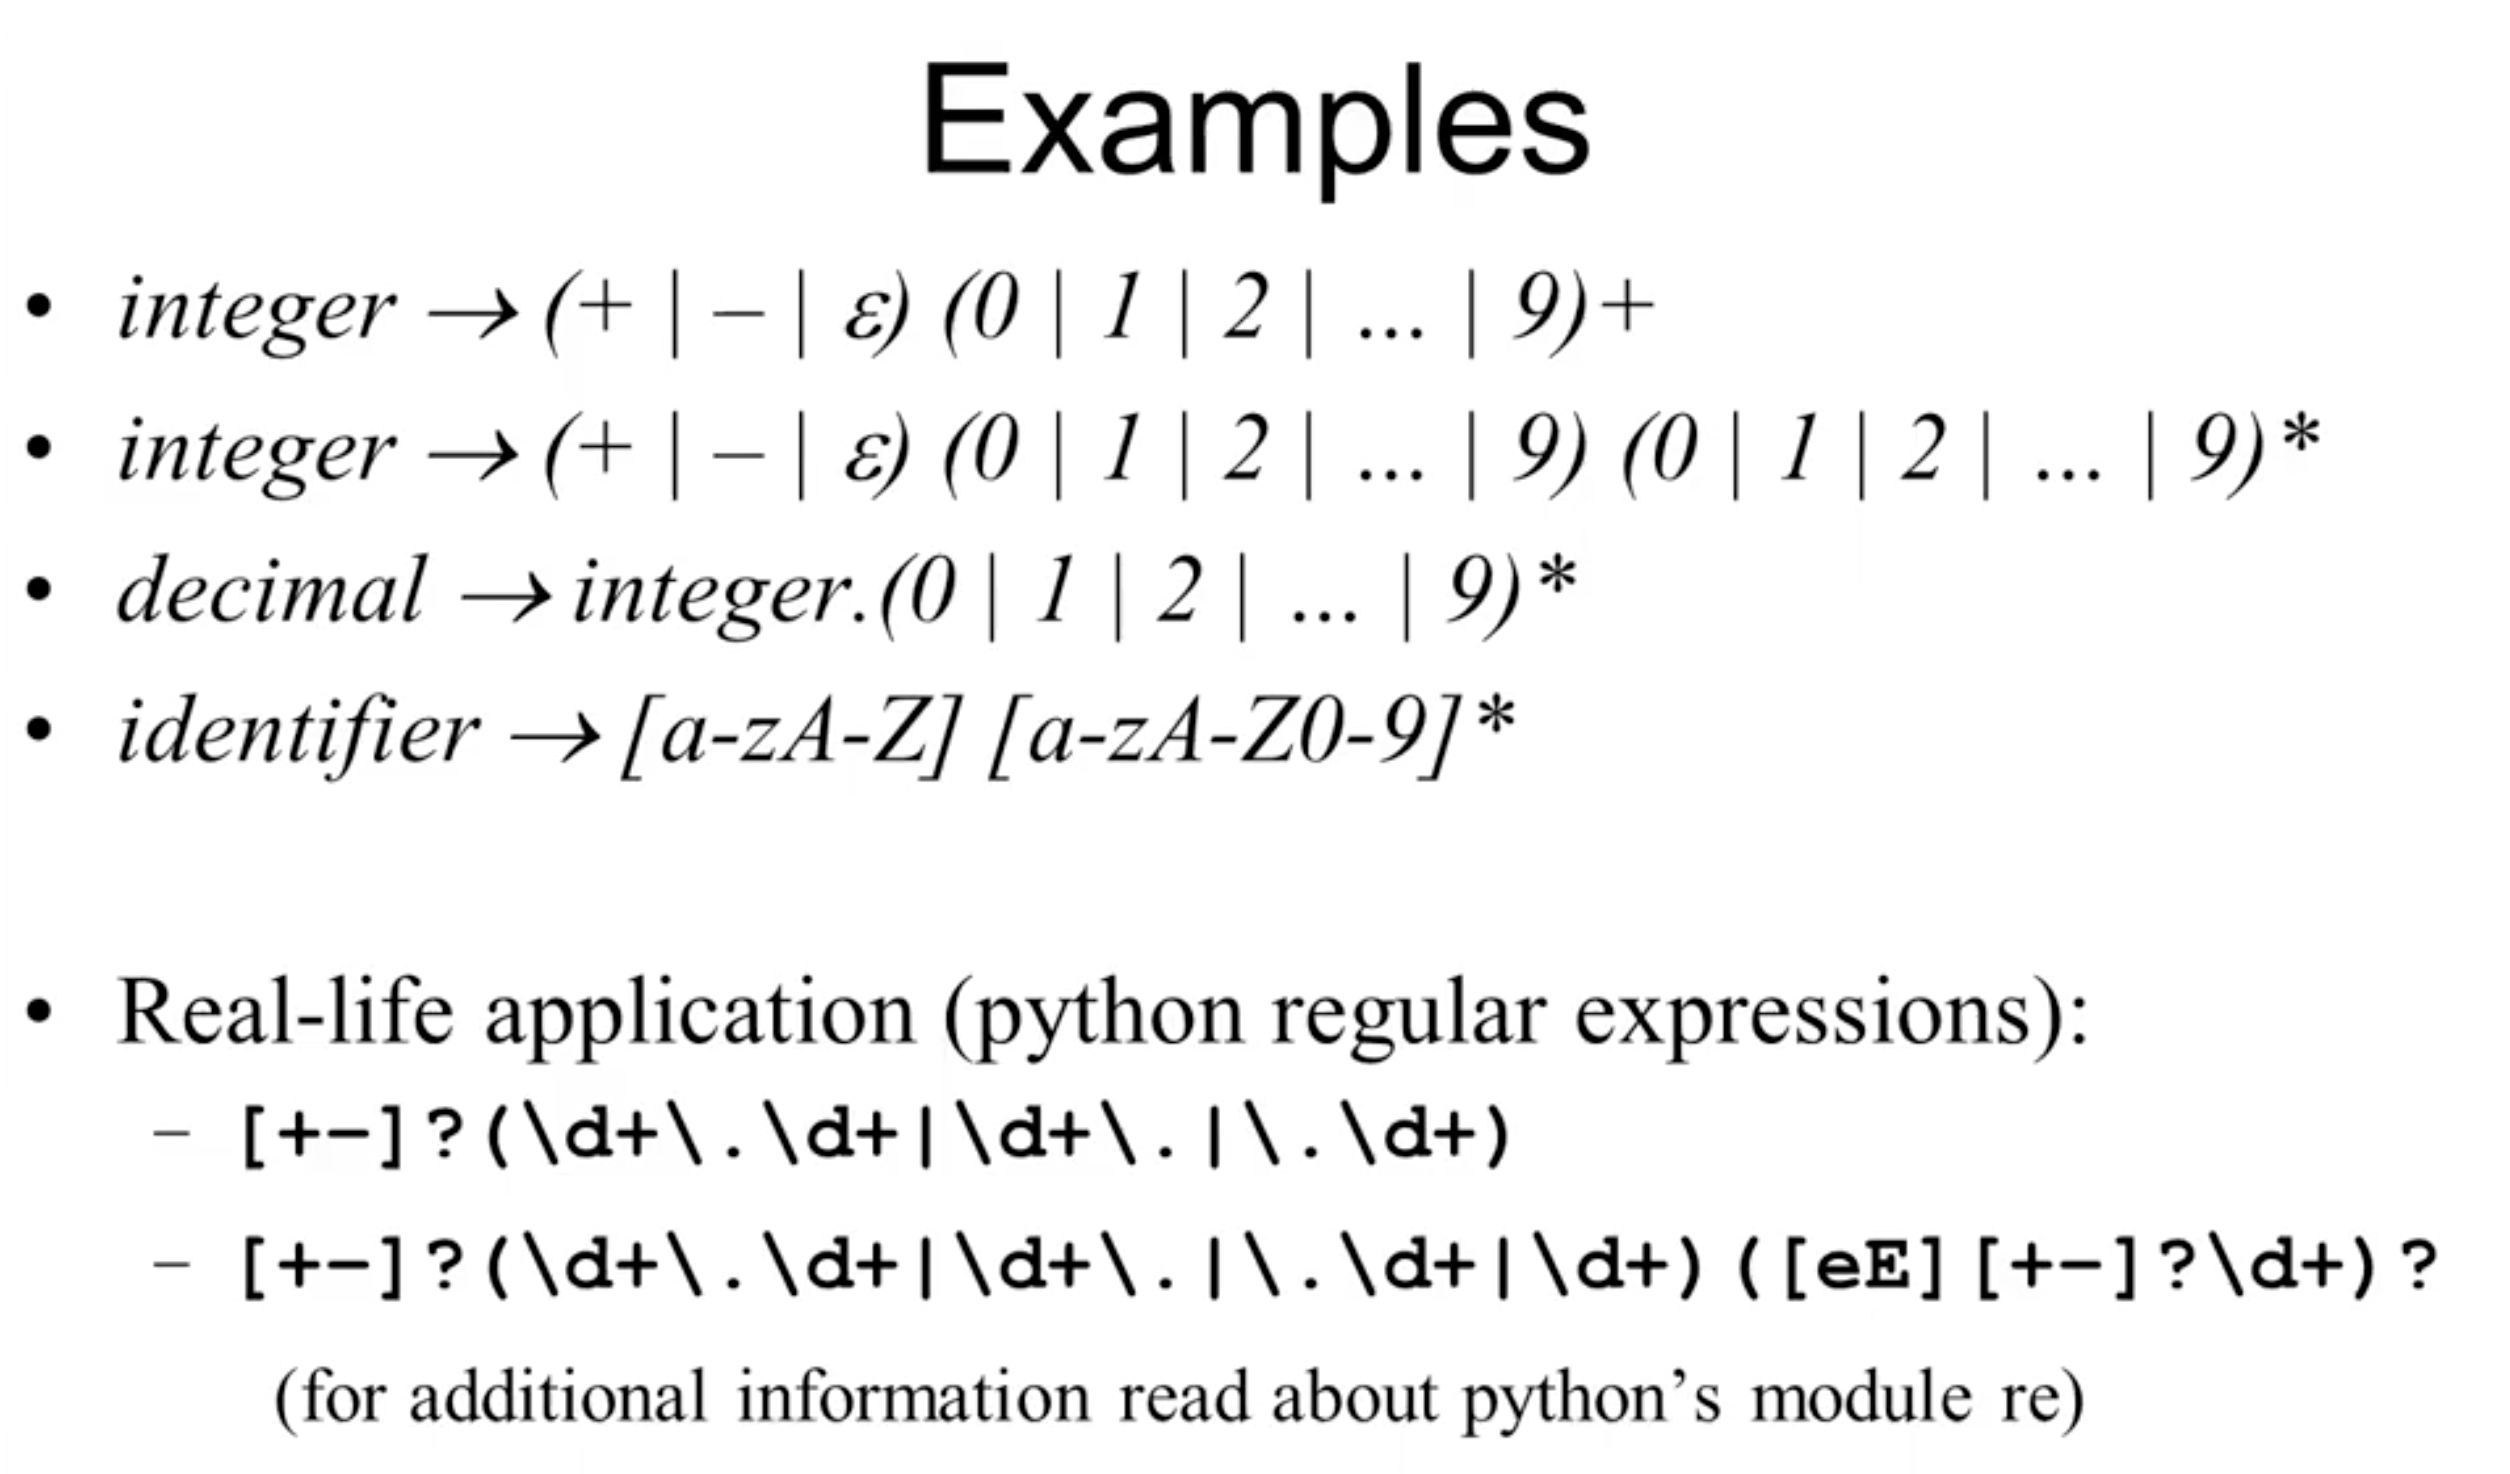 Examples
• integer → (+ | – | ε) (0 | 1 | 2 | ... | 9)+
• integer → (+ | – | ε) (0 | 1 | 2 | ... | 9) (0 | 1 | 2 | ... | 9)*
• decimal → integer.(0 | 1 | 2 | ... | 9)*
• identifier → [a-zA-Z] [a-zA-Z0-9]*
• Real-life application (python regular expressions):
– [+–]?(\d+\.\d+|\d+\.|\.\d+)
– [+–]?(\d+\.\d+|\d+\.|\.\d+|\d+)([eE][+–]?\d+)?
(for additional information read about python’s module re)